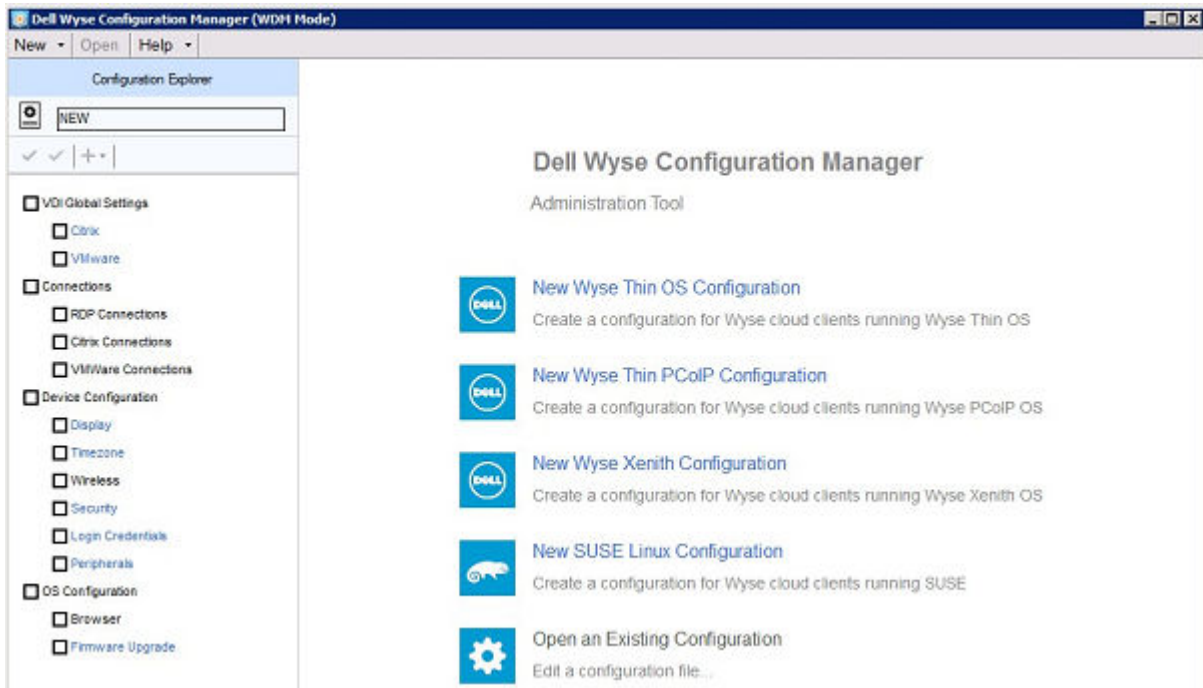 Dell Wyse Configuration Manager (WDM Mode)
New Open Help
Configuration Explorer
NEW
VDI Global Settings
Citrix
VMware
Connections
RDP Connections
Citrix Connections
VMWare Connections
Device Configuration
Display
Timezone
Wireless
Security
Login Credentials
Peripherals
OS Configuration
Browser
Firmware Upgrade
Dell Wyse Configuration Manager
Administration Tool
DELL
New Wyse Thin OS Configuration
Create a configuration for Wyse cloud clients running Wyse Thin OS
DELL
New Wyse Thin PCoIP Configuration
Create a configuration for Wyse cloud clients running Wyse PCoIP OS
DELL
New Wyse Xenith Configuration
Create a configuration for Wyse cloud clients running Wyse Xenith OS
New SUSE Linux Configuration
Create a configuration for Wyse cloud clients running SUSE
Open an Existing Configuration
Edit a configuration file...